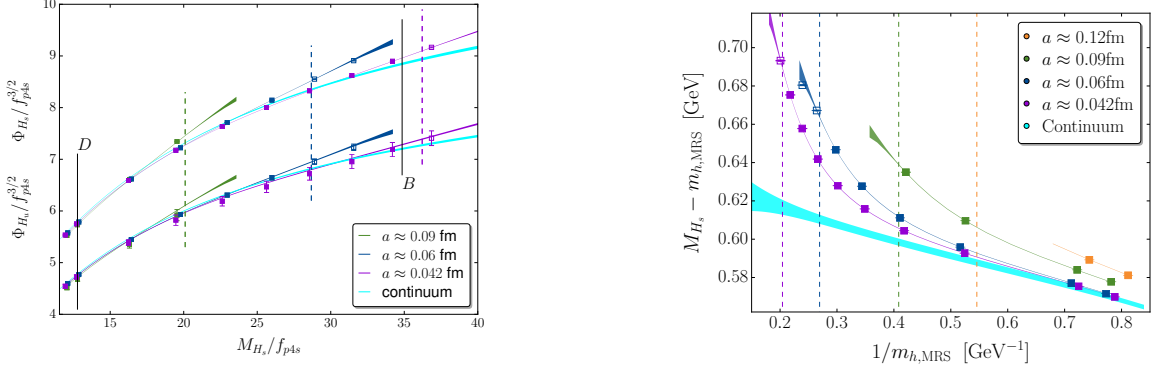 10
9
8
7
6
5
4
15
20
25
30
35
40
Φ_{H_s}/f_{p4s}^{3/2}
Φ_{H_u}/f_{p4s}^{3/2}
M_{H_s}/f_{p4s}
D
B
a ≈ 0.09 fm
a ≈ 0.06 fm
a ≈ 0.042 fm
continuum
0.70
0.68
0.66
0.64
0.62
0.60
0.58
0.2
0.3
0.4
0.5
0.6
0.7
0.8
M_{H_s} − m_{h,MRS} [GeV]
1/m_{h,MRS} [GeV⁻¹]
a ≈ 0.12fm
a ≈ 0.09fm
a ≈ 0.06fm
a ≈ 0.042fm
Continuum